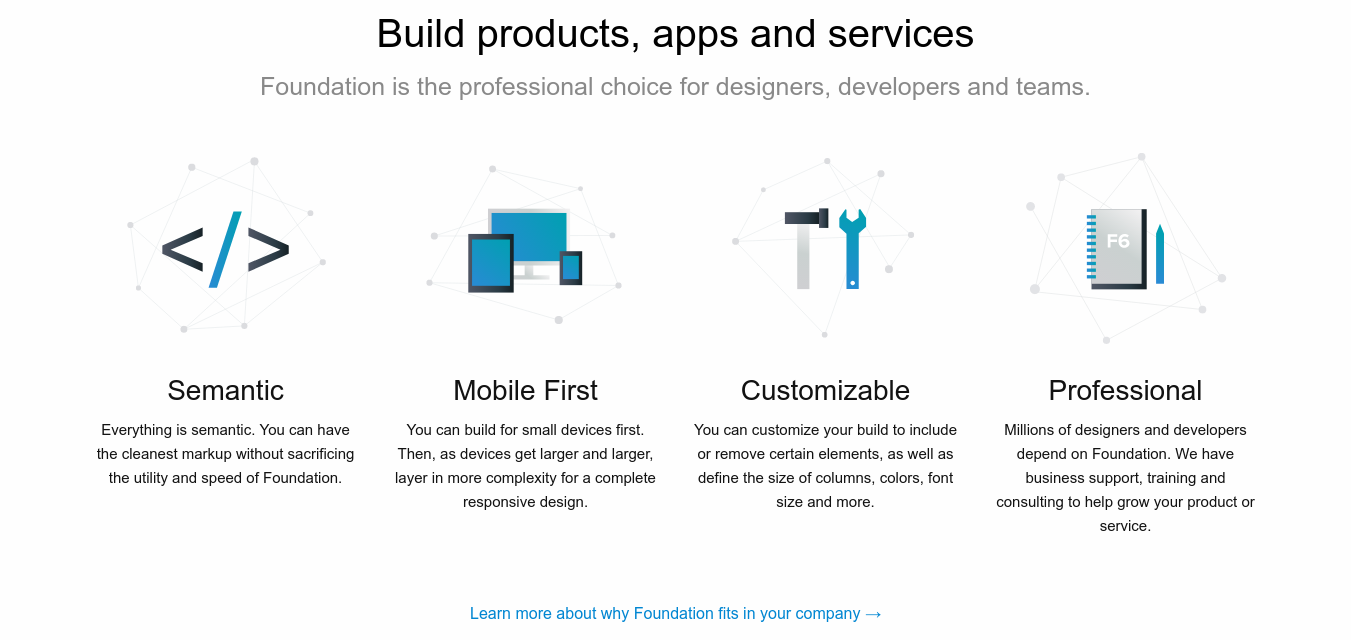 Build products, apps and services
Foundation is the professional choice for designers, developers and teams.
</>
F6
Semantic
Everything is semantic. You can have
the cleanest markup without sacrificing
the utility and speed of Foundation.
Mobile First
You can build for small devices first.
Then, as devices get larger and larger,
layer in more complexity for a complete
responsive design.
Customizable
You can customize your build to include
or remove certain elements, as well as
define the size of columns, colors, font
size and more.
Professional
Millions of designers and developers
depend on Foundation. We have
business support, training and
consulting to help grow your product or
service.
Learn more about why Foundation fits in your company →